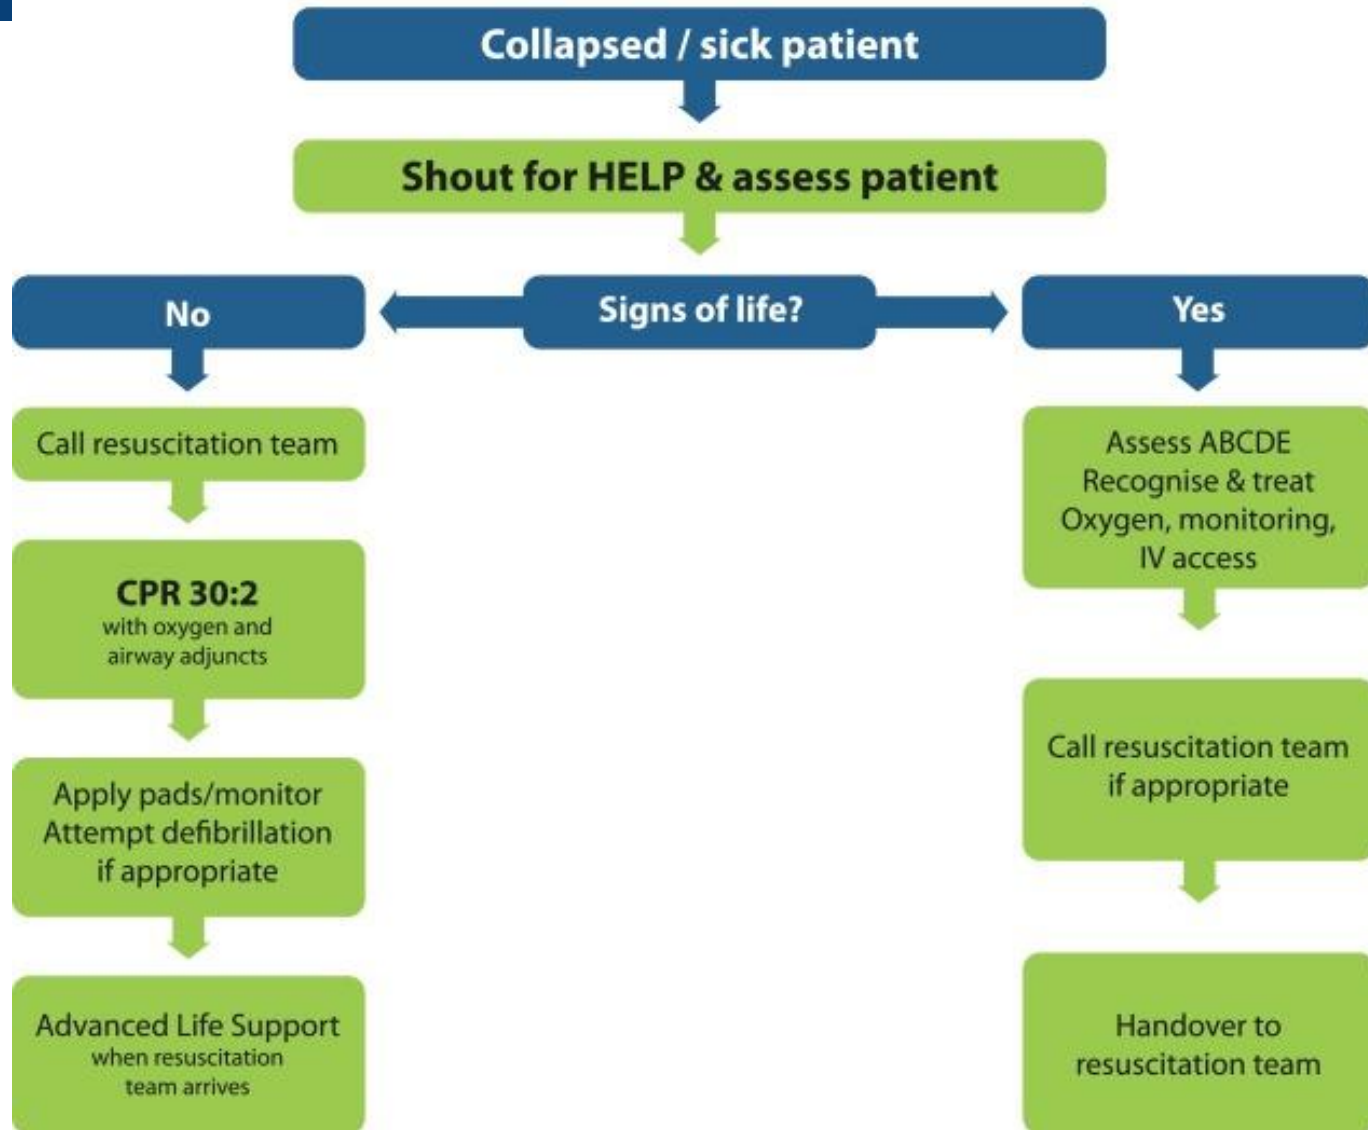 Collapsed / sick patient
Shout for HELP & assess patient
No
Signs of life?
Yes
Call resuscitation team
CPR 30:2
with oxygen and
airway adjuncts
Apply pads/monitor
Attempt defibrillation
if appropriate
Advanced Life Support
when resuscitation
team arrives
Assess ABCDE
Recognise & treat
Oxygen, monitoring,
IV access
Call resuscitation team
if appropriate
Handover to
resuscitation team